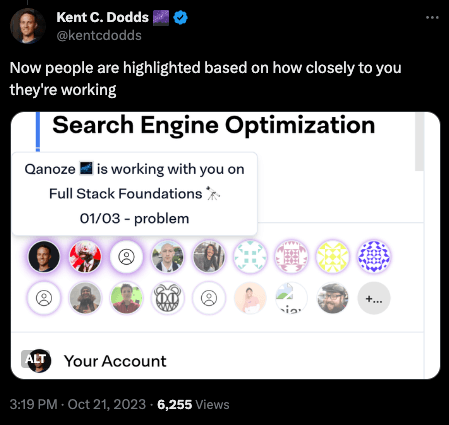 Kent C. Dodds
@kentcdodds
Now people are highlighted based on how closely to you
they're working
Search Engine Optimization
Qanoze is working with you on
Full Stack Foundations 🔭
01/03 - problem
+...
ALT
Your Account
3:19 PM · Oct 21, 2023 · 6,255 Views